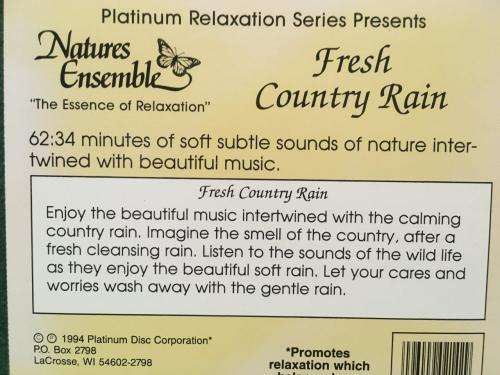 Platinum Relaxation Series Presents
Natures
Ensemble
"The Essence of Relaxation"
Fresh
Country Rain
62:34 minutes of soft subtle sounds of nature inter-
twined with beautiful music.
Fresh Country Rain
Enjoy the beautiful music intertwined with the calming
country rain. Imagine the smell of the country, after a
fresh cleansing rain. Listen to the sounds of the wild life
as they enjoy the beautiful soft rain. Let your cares and
worries wash away with the gentle rain.
© ℗ 1994 Platinum Disc Corporation*
P.O. Box 2798
LaCrosse, WI 54602-2798
*Promotes
relaxation which